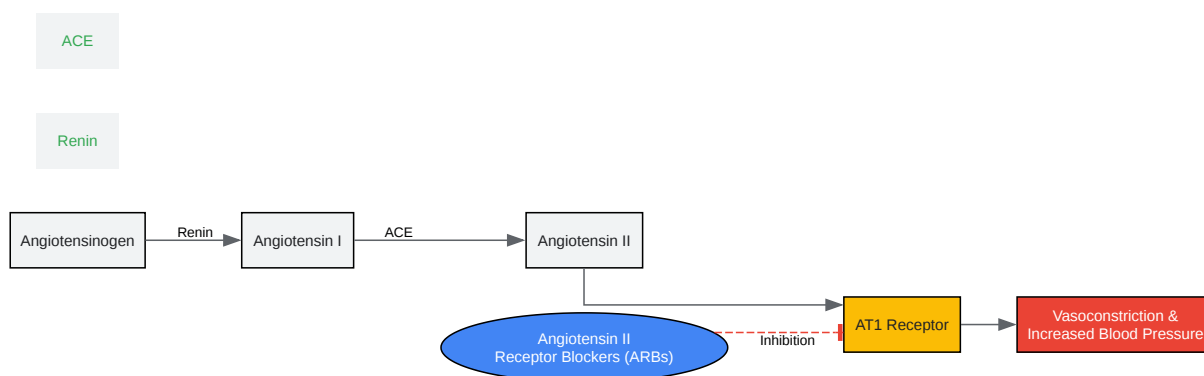 ACE
Renin
Angiotensinogen
Renin
Angiotensin I
ACE
Angiotensin II
Angiotensin II
Receptor Blockers (ARBs)
Inhibition
AT1 Receptor
Vasoconstriction &
Increased Blood Pressure